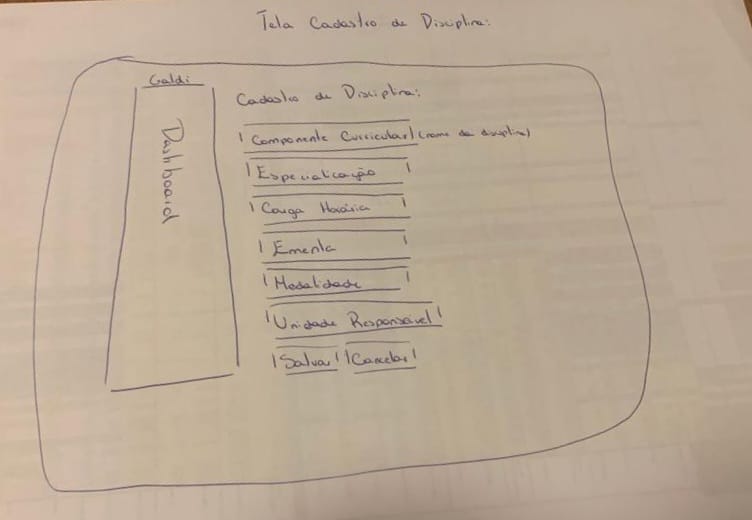 Tela Cadastro de Disciplina:
Galdi
Dashboard
Cadastro de Disciplina:
Componente Curricular (nome da disciplina)
Especialização
Carga Horária
Ementa
Modalidade
Unidade Responsável
Salvar Cancelar